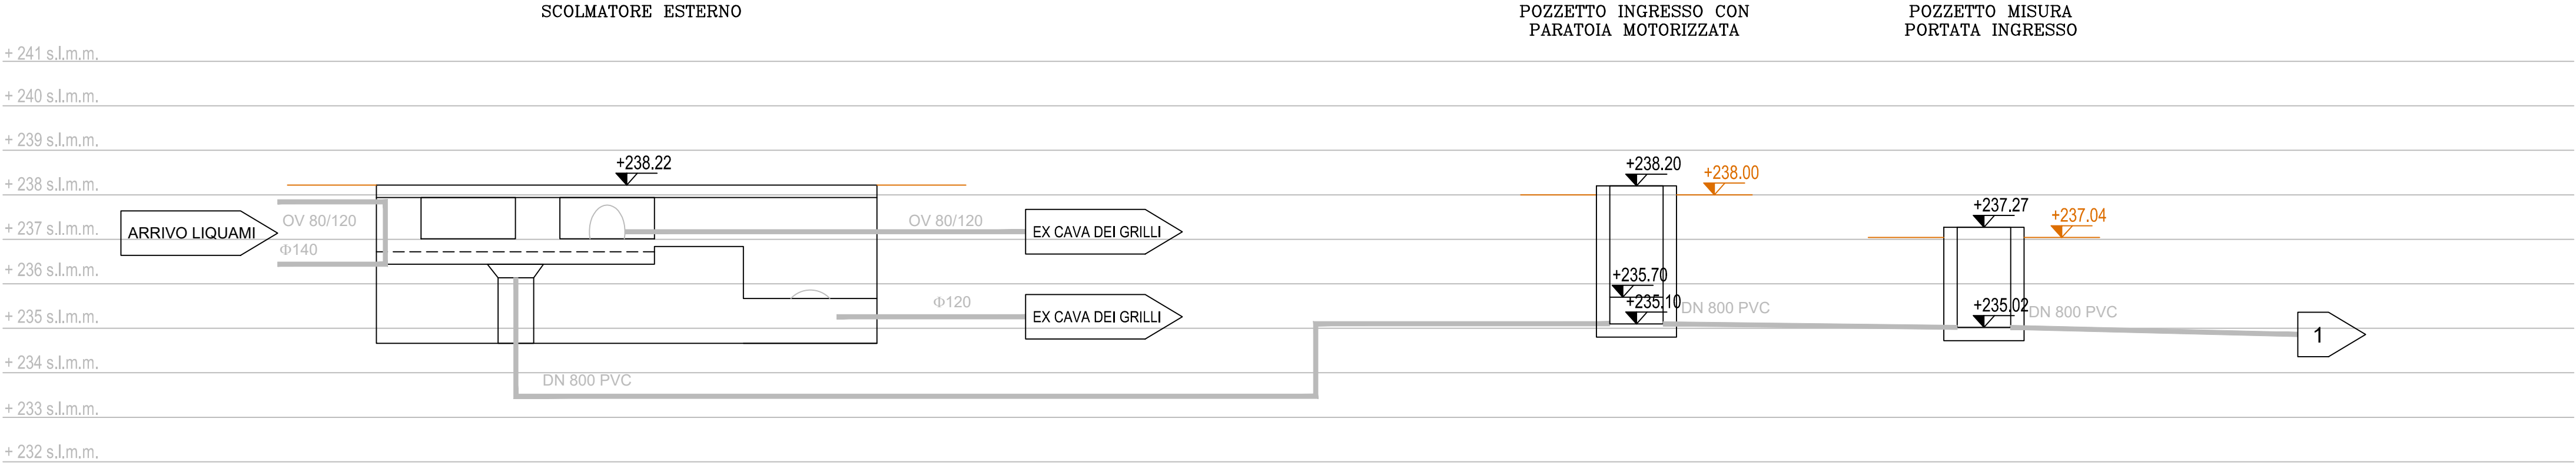 SCOLMATORE ESTERNO
POZZETTO INGRESSO CON
PARATOIA MOTORIZZATA
POZZETTO MISURA
PORTATA INGRESSO
+ 241 s.l.m.m.
+ 240 s.l.m.m.
+ 239 s.l.m.m.
+ 238 s.l.m.m.
+ 237 s.l.m.m.
+ 236 s.l.m.m.
+ 235 s.l.m.m.
+ 234 s.l.m.m.
+ 233 s.l.m.m.
+ 232 s.l.m.m.
ARRIVO LIQUAMI
OV 80/120
Φ140
+238.22
OV 80/120
EX CAVA DEI GRILLI
Φ120
EX CAVA DEI GRILLI
DN 800 PVC
+238.20
+238.00
+235.70
+235.10
DN 800 PVC
+237.27
+237.04
+235.02
DN 800 PVC
1